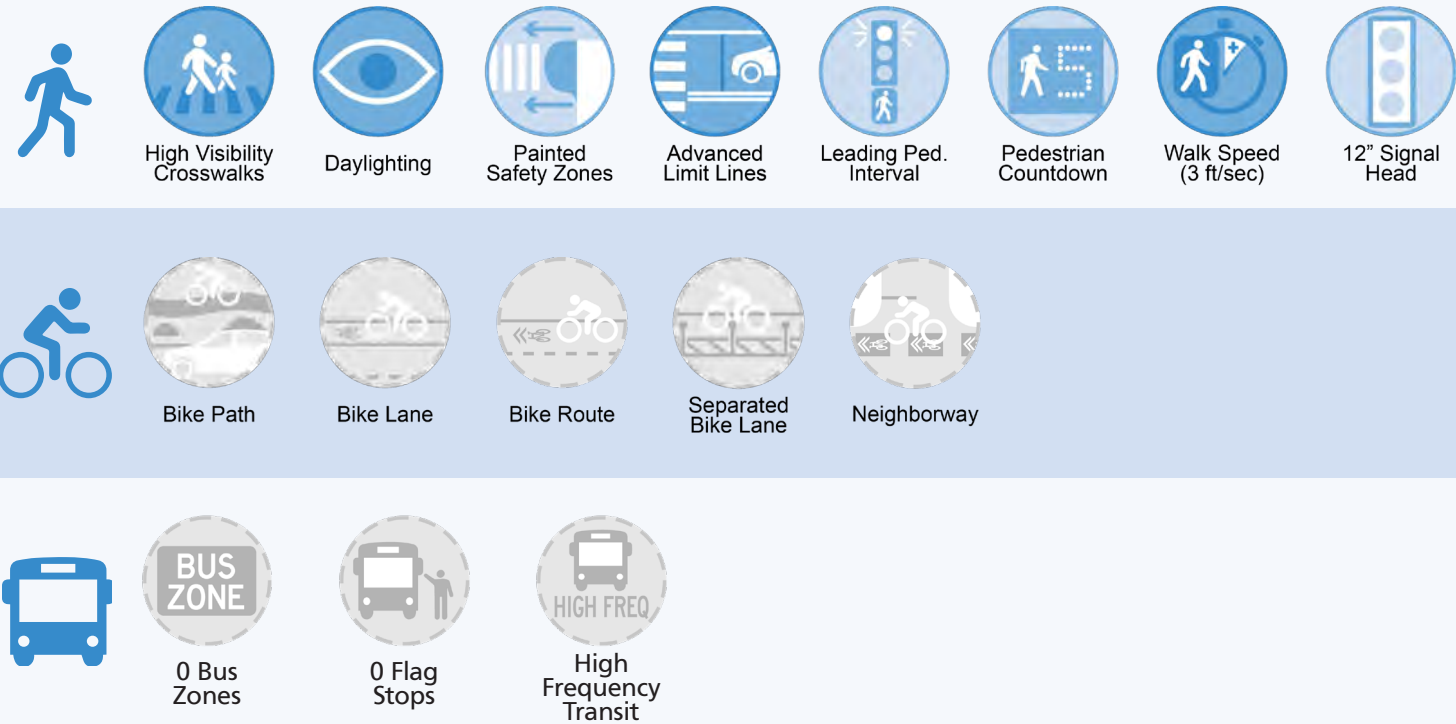 High Visibility
Crosswalks
Daylighting
Painted
Safety Zones
Advanced
Limit Lines
Leading Ped.
Interval
5
Pedestrian
Countdown
Walk Speed
(3 ft/sec)
12” Signal
Head
Bike Path
Bike Lane
Bike Route
Separated
Bike Lane
Neighborway
BUS
ZONE
0 Bus
Zones
0 Flag
Stops
HIGH FREQ
High
Frequency
Transit